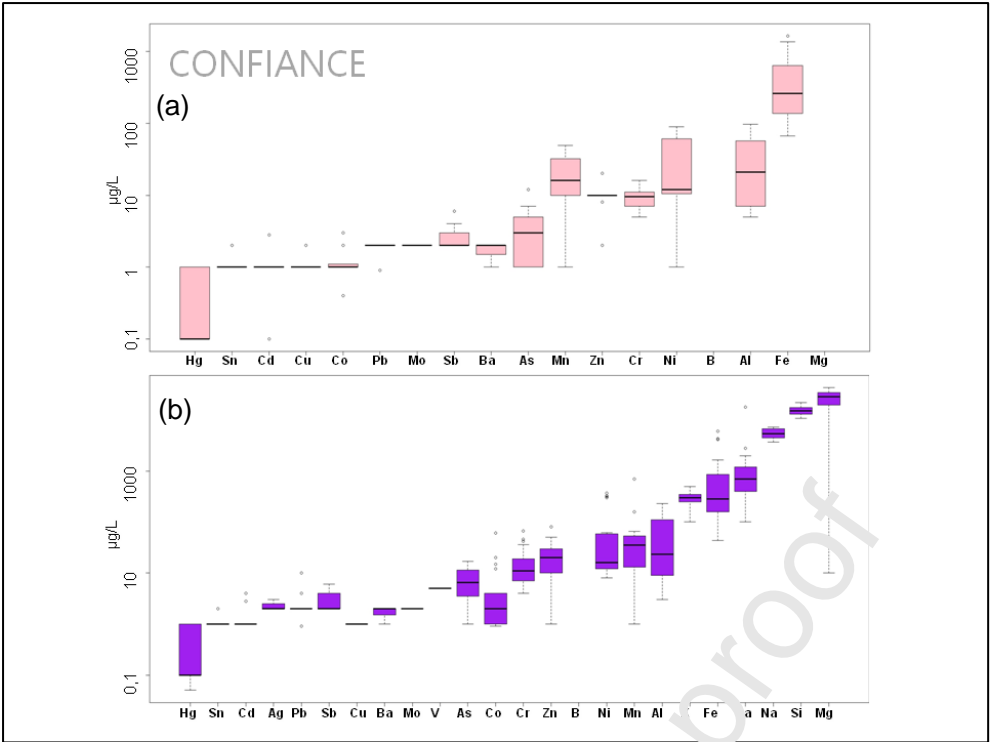 CONFIANCE
(a)
1000
100
10
1
0,1
µg/L
Hg Sn Cd Cu Co Pb Mo Sb Ba As Mn Zn Cr Ni B Al Fe Mg
(b)
1000
10
0,1
µg/L
Hg Sn Cd Ag Pb Sb Cu Ba Mo V As Co Cr Zn B Ni Mn Al Fe a Na Si Mg
proof